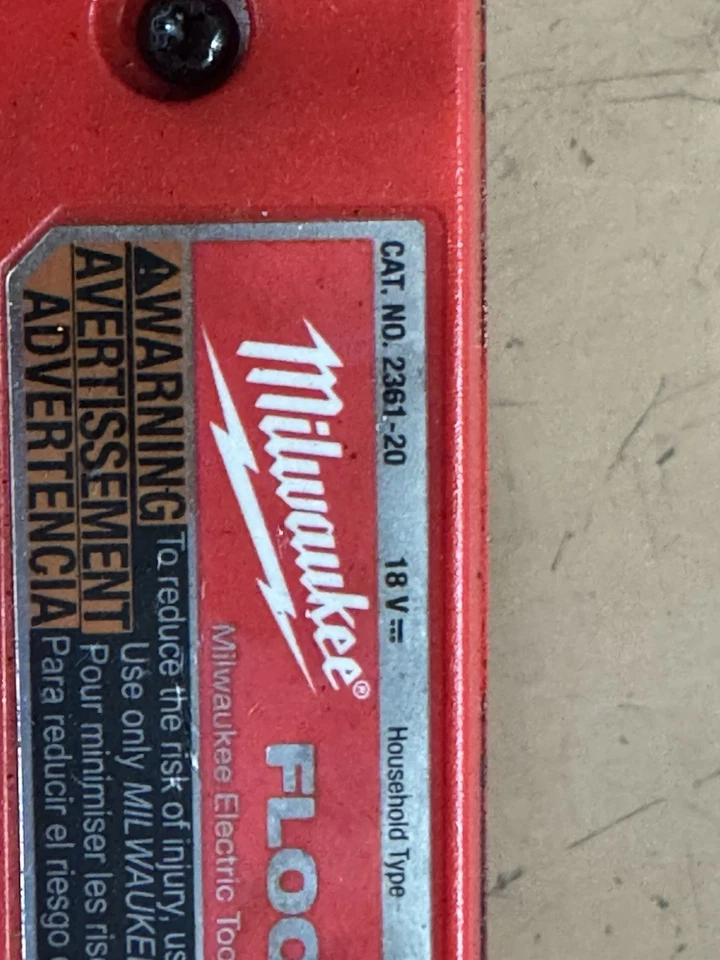 CAT. NO. 2361-20 18 V⎓ Household Type
Milwaukee®
FLOO
Milwaukee Electric Too
⚠WARNING To reduce the risk of injury, us
Use only MILWAUKE
AVERTISSEMENT Pour minimiser les ris
ADVERTENCIA Para reducir el riesgo